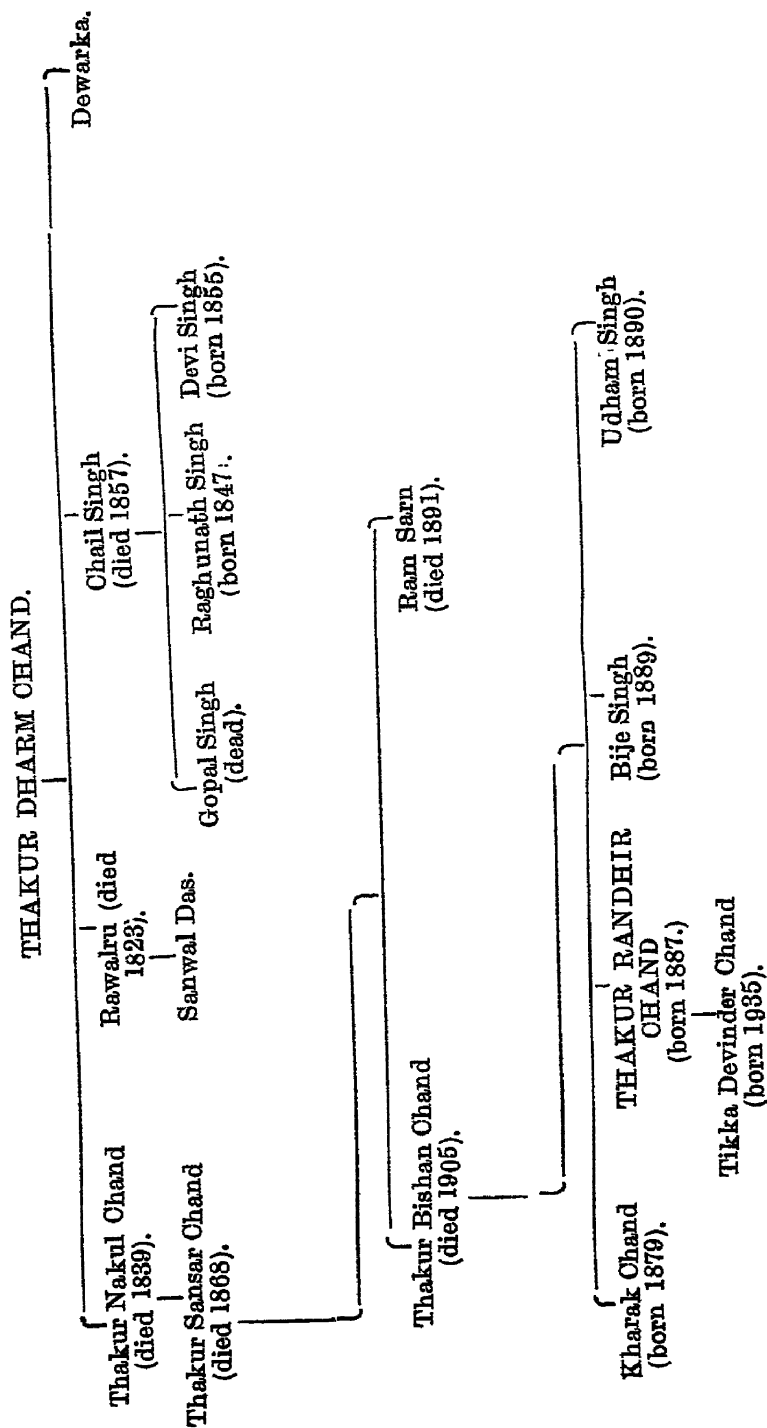 THAKUR DHARM CHAND.
Thakur Nakul Chand
(died 1839).
Rawalru (died
1823).
Chail Singh
(died 1857).
Dewarka.
Thakur Sansar Chand
(died 1868).
Sanwal Das.
Gopal Singh
(dead).
Raghunath Singh
(born 1847).
Devi Singh
(born 1855).
Thakur Bishan Chand
(died 1905).
Ram Sarn
(died 1891).
Kharak Chand
(born 1879).
THAKUR RANDHIR
CHAND
(born 1887.)
Bije Singh
(born 1889).
Udham Singh
(born 1890).
Tikka Devinder Chand
(born 1935).